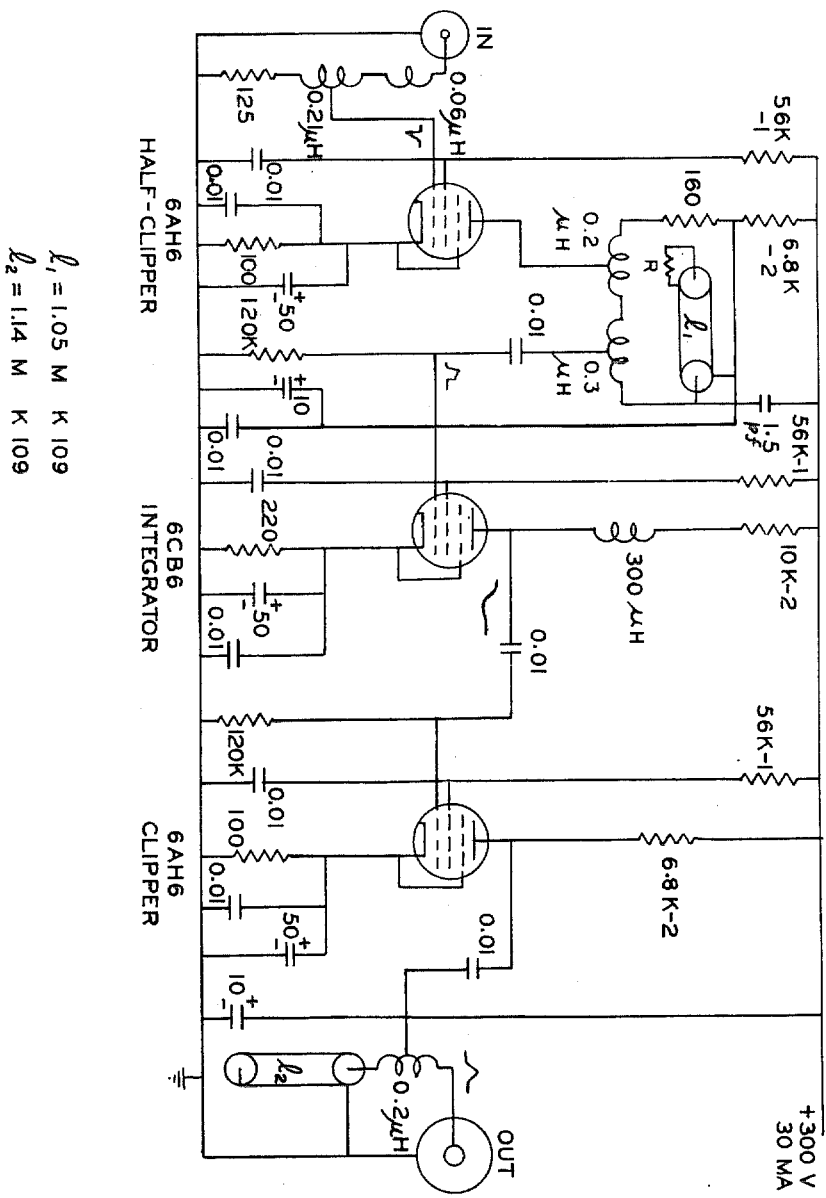 IN
0.06 µH
0.21µH
125
56K
-1
160
6.8K
-2
0.2
µH
0.3
µH
R
l₁
1.5
pf
0.01
0.01
100
+ 50 -
120K
0.01
+ 10 -
0.01
0.01
56K-1
10K-2
300 µH
220
+ 50 -
0.01
0.01
120K
0.01
56K-1
6.8K-2
100
0.01
50 + -
0.01
10 + -
l₂
0.2µH
OUT
+300 V
30 MA
6AH6
HALF-CLIPPER
6CB6
INTEGRATOR
6AH6
CLIPPER
l₁ = 1.05 M K 109
l₂ = 1.14 M K 109